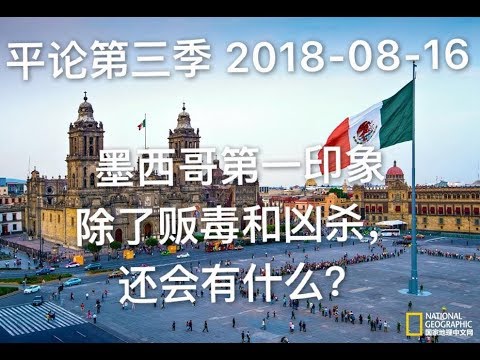 平论第三季 2018-08-16
墨西哥第一印象
除了贩毒和凶杀，
还会有什么？
NATIONAL
GEOGRAPHIC
国家地理中文网